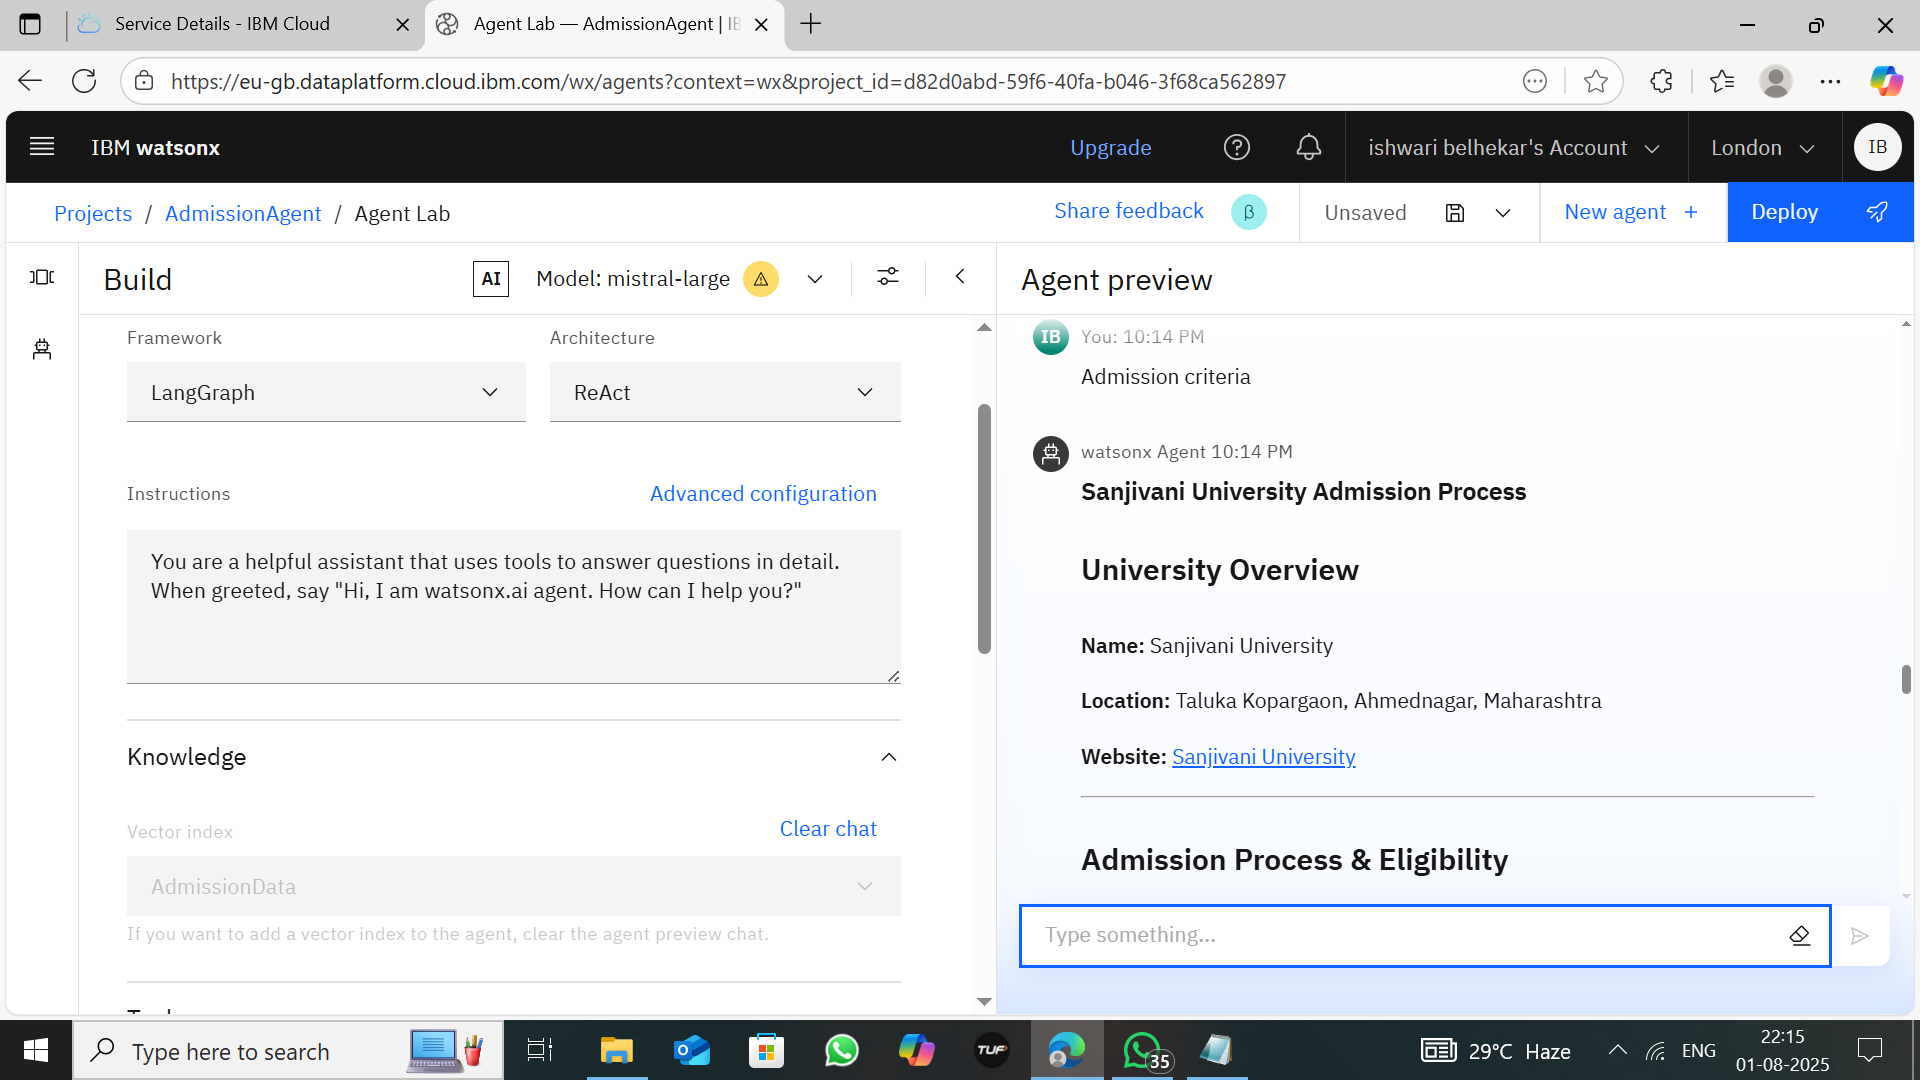 Service Details - IBM Cloud
Agent Lab — AdmissionAgent | IB
https://eu-gb.dataplatform.cloud.ibm.com/wx/agents?context=wx&project_id=d82d0abd-59f6-40fa-b046-3f68ca562897
IBM watsonx
Upgrade
ishwari belhekar's Account
London
IB
Projects / AdmissionAgent / Agent Lab
Share feedback
β
Unsaved
New agent +
Deploy
Build
AI
Model: mistral-large
Agent preview
Framework
Architecture
LangGraph
ReAct
Instructions
Advanced configuration
You are a helpful assistant that uses tools to answer questions in detail.
When greeted, say "Hi, I am watsonx.ai agent. How can I help you?"
Knowledge
Vector index
Clear chat
AdmissionData
If you want to add a vector index to the agent, clear the agent preview chat.
IB
You: 10:14 PM
Admission criteria
watsonx Agent 10:14 PM
Sanjivani University Admission Process
University Overview
Name: Sanjivani University
Location: Taluka Kopargaon, Ahmednagar, Maharashtra
Website: Sanjivani University
Admission Process & Eligibility
Type something...
Type here to search
TUF
35
29°C Haze
ENG
22:15
01-08-2025